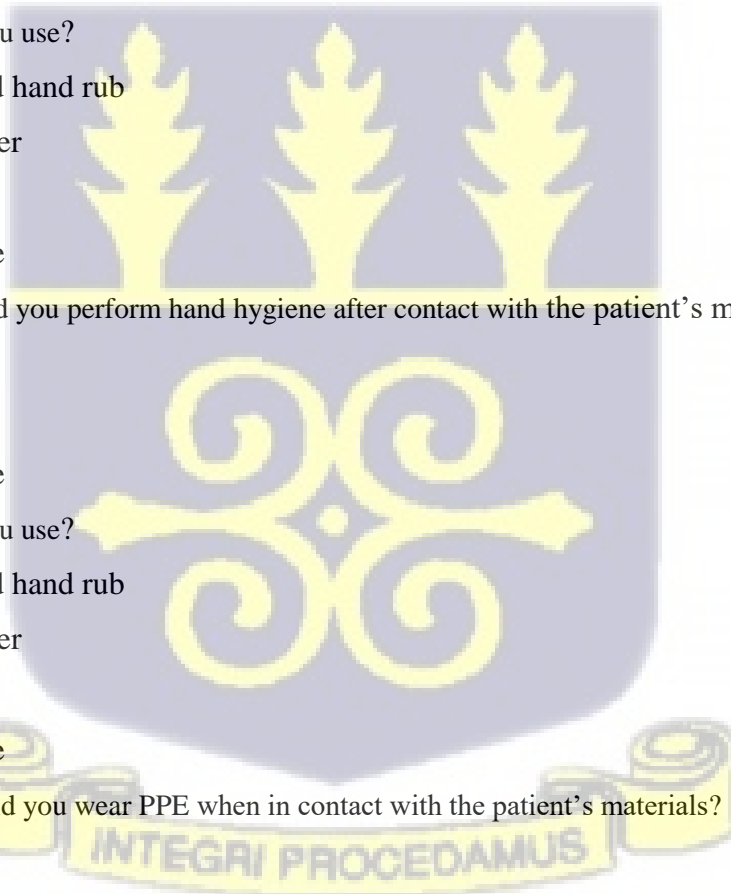 u use?
d hand rub
er
e
d you perform hand hygiene after contact with the patient’s m
e
u use?
d hand rub
er
e
d you wear PPE when in contact with the patient’s materials?
INTEGRI PROCEDAMUS